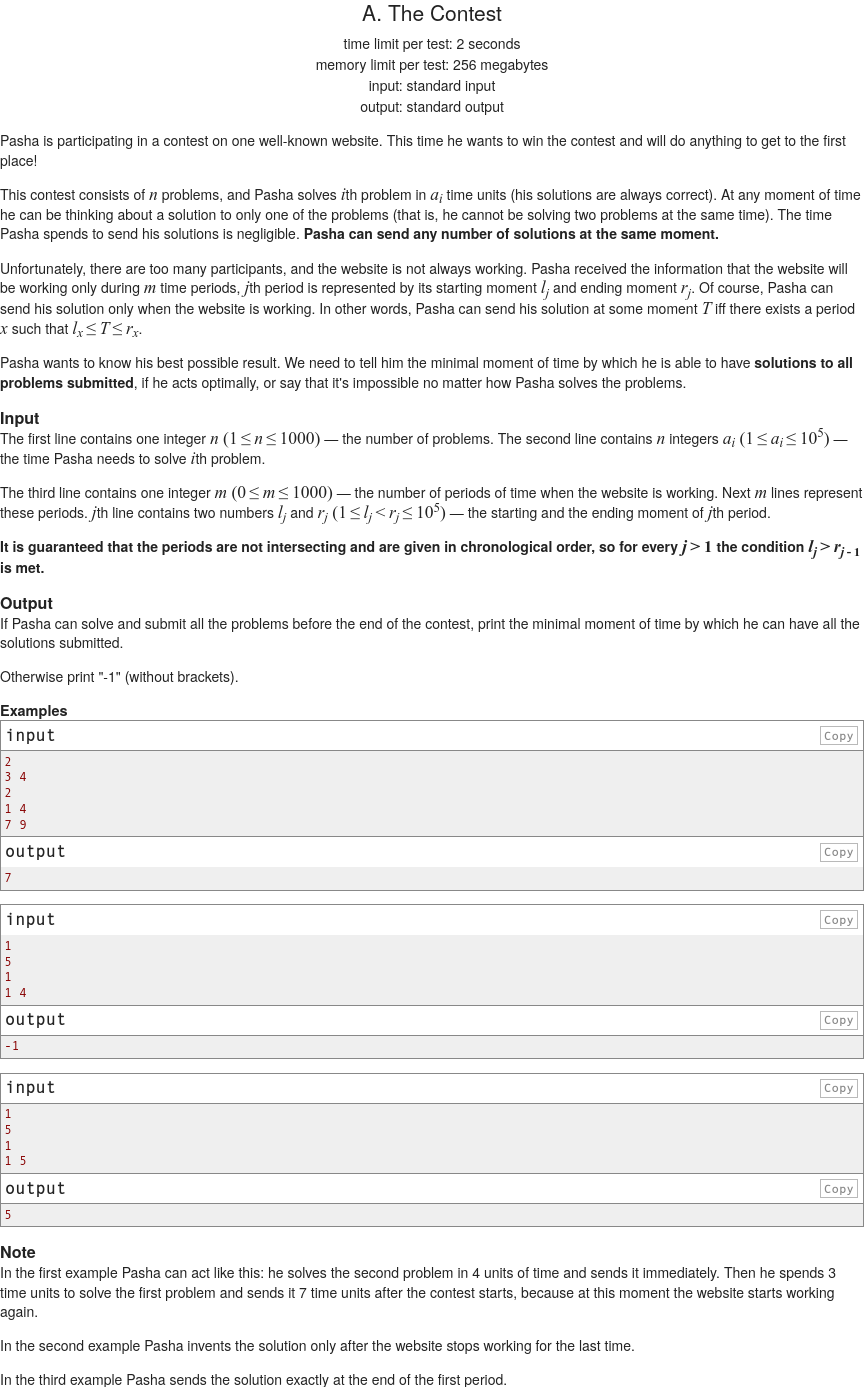 A. The Contest
time limit per test: 2 seconds
memory limit per test: 256 megabytes
input: standard input
output: standard output
Pasha is participating in a contest on one well-known website. This time he wants to win the contest and will do anything to get to the first
place!
This contest consists of n problems, and Pasha solves ith problem in a_i time units (his solutions are always correct). At any moment of time
he can be thinking about a solution to only one of the problems (that is, he cannot be solving two problems at the same time). The time
Pasha spends to send his solutions is negligible. Pasha can send any number of solutions at the same moment.
Unfortunately, there are too many participants, and the website is not always working. Pasha received the information that the website will
be working only during m time periods, jth period is represented by its starting moment l_j and ending moment r_j. Of course, Pasha can
send his solution only when the website is working. In other words, Pasha can send his solution at some moment T iff there exists a period
x such that l_x ≤ T ≤ r_x.
Pasha wants to know his best possible result. We need to tell him the minimal moment of time by which he is able to have solutions to all
problems submitted, if he acts optimally, or say that it's impossible no matter how Pasha solves the problems.
Input
The first line contains one integer n (1 ≤ n ≤ 1000) — the number of problems. The second line contains n integers a_i (1 ≤ a_i ≤ 10^5) —
the time Pasha needs to solve ith problem.
The third line contains one integer m (0 ≤ m ≤ 1000) — the number of periods of time when the website is working. Next m lines represent
these periods. jth line contains two numbers l_j and r_j (1 ≤ l_j < r_j ≤ 10^5) — the starting and the ending moment of jth period.
It is guaranteed that the periods are not intersecting and are given in chronological order, so for every j > 1 the condition l_j > r_{j - 1}
is met.
Output
If Pasha can solve and submit all the problems before the end of the contest, print the minimal moment of time by which he can have all the
solutions submitted.
Otherwise print "-1" (without brackets).
Examples
input Copy
2
3 4
2
1 4
7 9
output Copy
7
input Copy
1
5
1
1 4
output Copy
-1
input Copy
1
5
1
1 5
output Copy
5
Note
In the first example Pasha can act like this: he solves the second problem in 4 units of time and sends it immediately. Then he spends 3
time units to solve the first problem and sends it 7 time units after the contest starts, because at this moment the website starts working
again.
In the second example Pasha invents the solution only after the website stops working for the last time.
In the third example Pasha sends the solution exactly at the end of the first period.